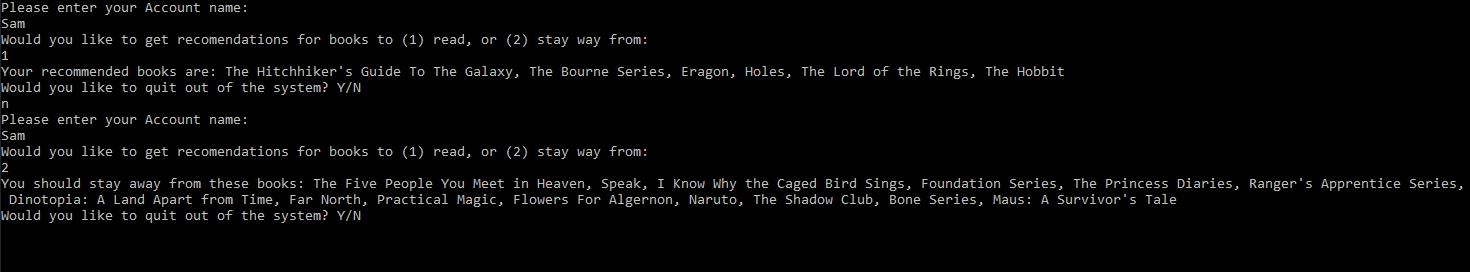 Please enter your Account name:
Sam
Would you like to get recomendations for books to (1) read, or (2) stay way from:
1
Your recommended books are: The Hitchhiker's Guide To The Galaxy, The Bourne Series, Eragon, Holes, The Lord of the Rings, The Hobbit
Would you like to quit out of the system? Y/N
n
Please enter your Account name:
Sam
Would you like to get recomendations for books to (1) read, or (2) stay way from:
2
You should stay away from these books: The Five People You Meet in Heaven, Speak, I Know Why the Caged Bird Sings, Foundation Series, The Princess Diaries, Ranger's Apprentice Series,
Dinotopia: A Land Apart from Time, Far North, Practical Magic, Flowers For Algernon, Naruto, The Shadow Club, Bone Series, Maus: A Survivor's Tale
Would you like to quit out of the system? Y/N